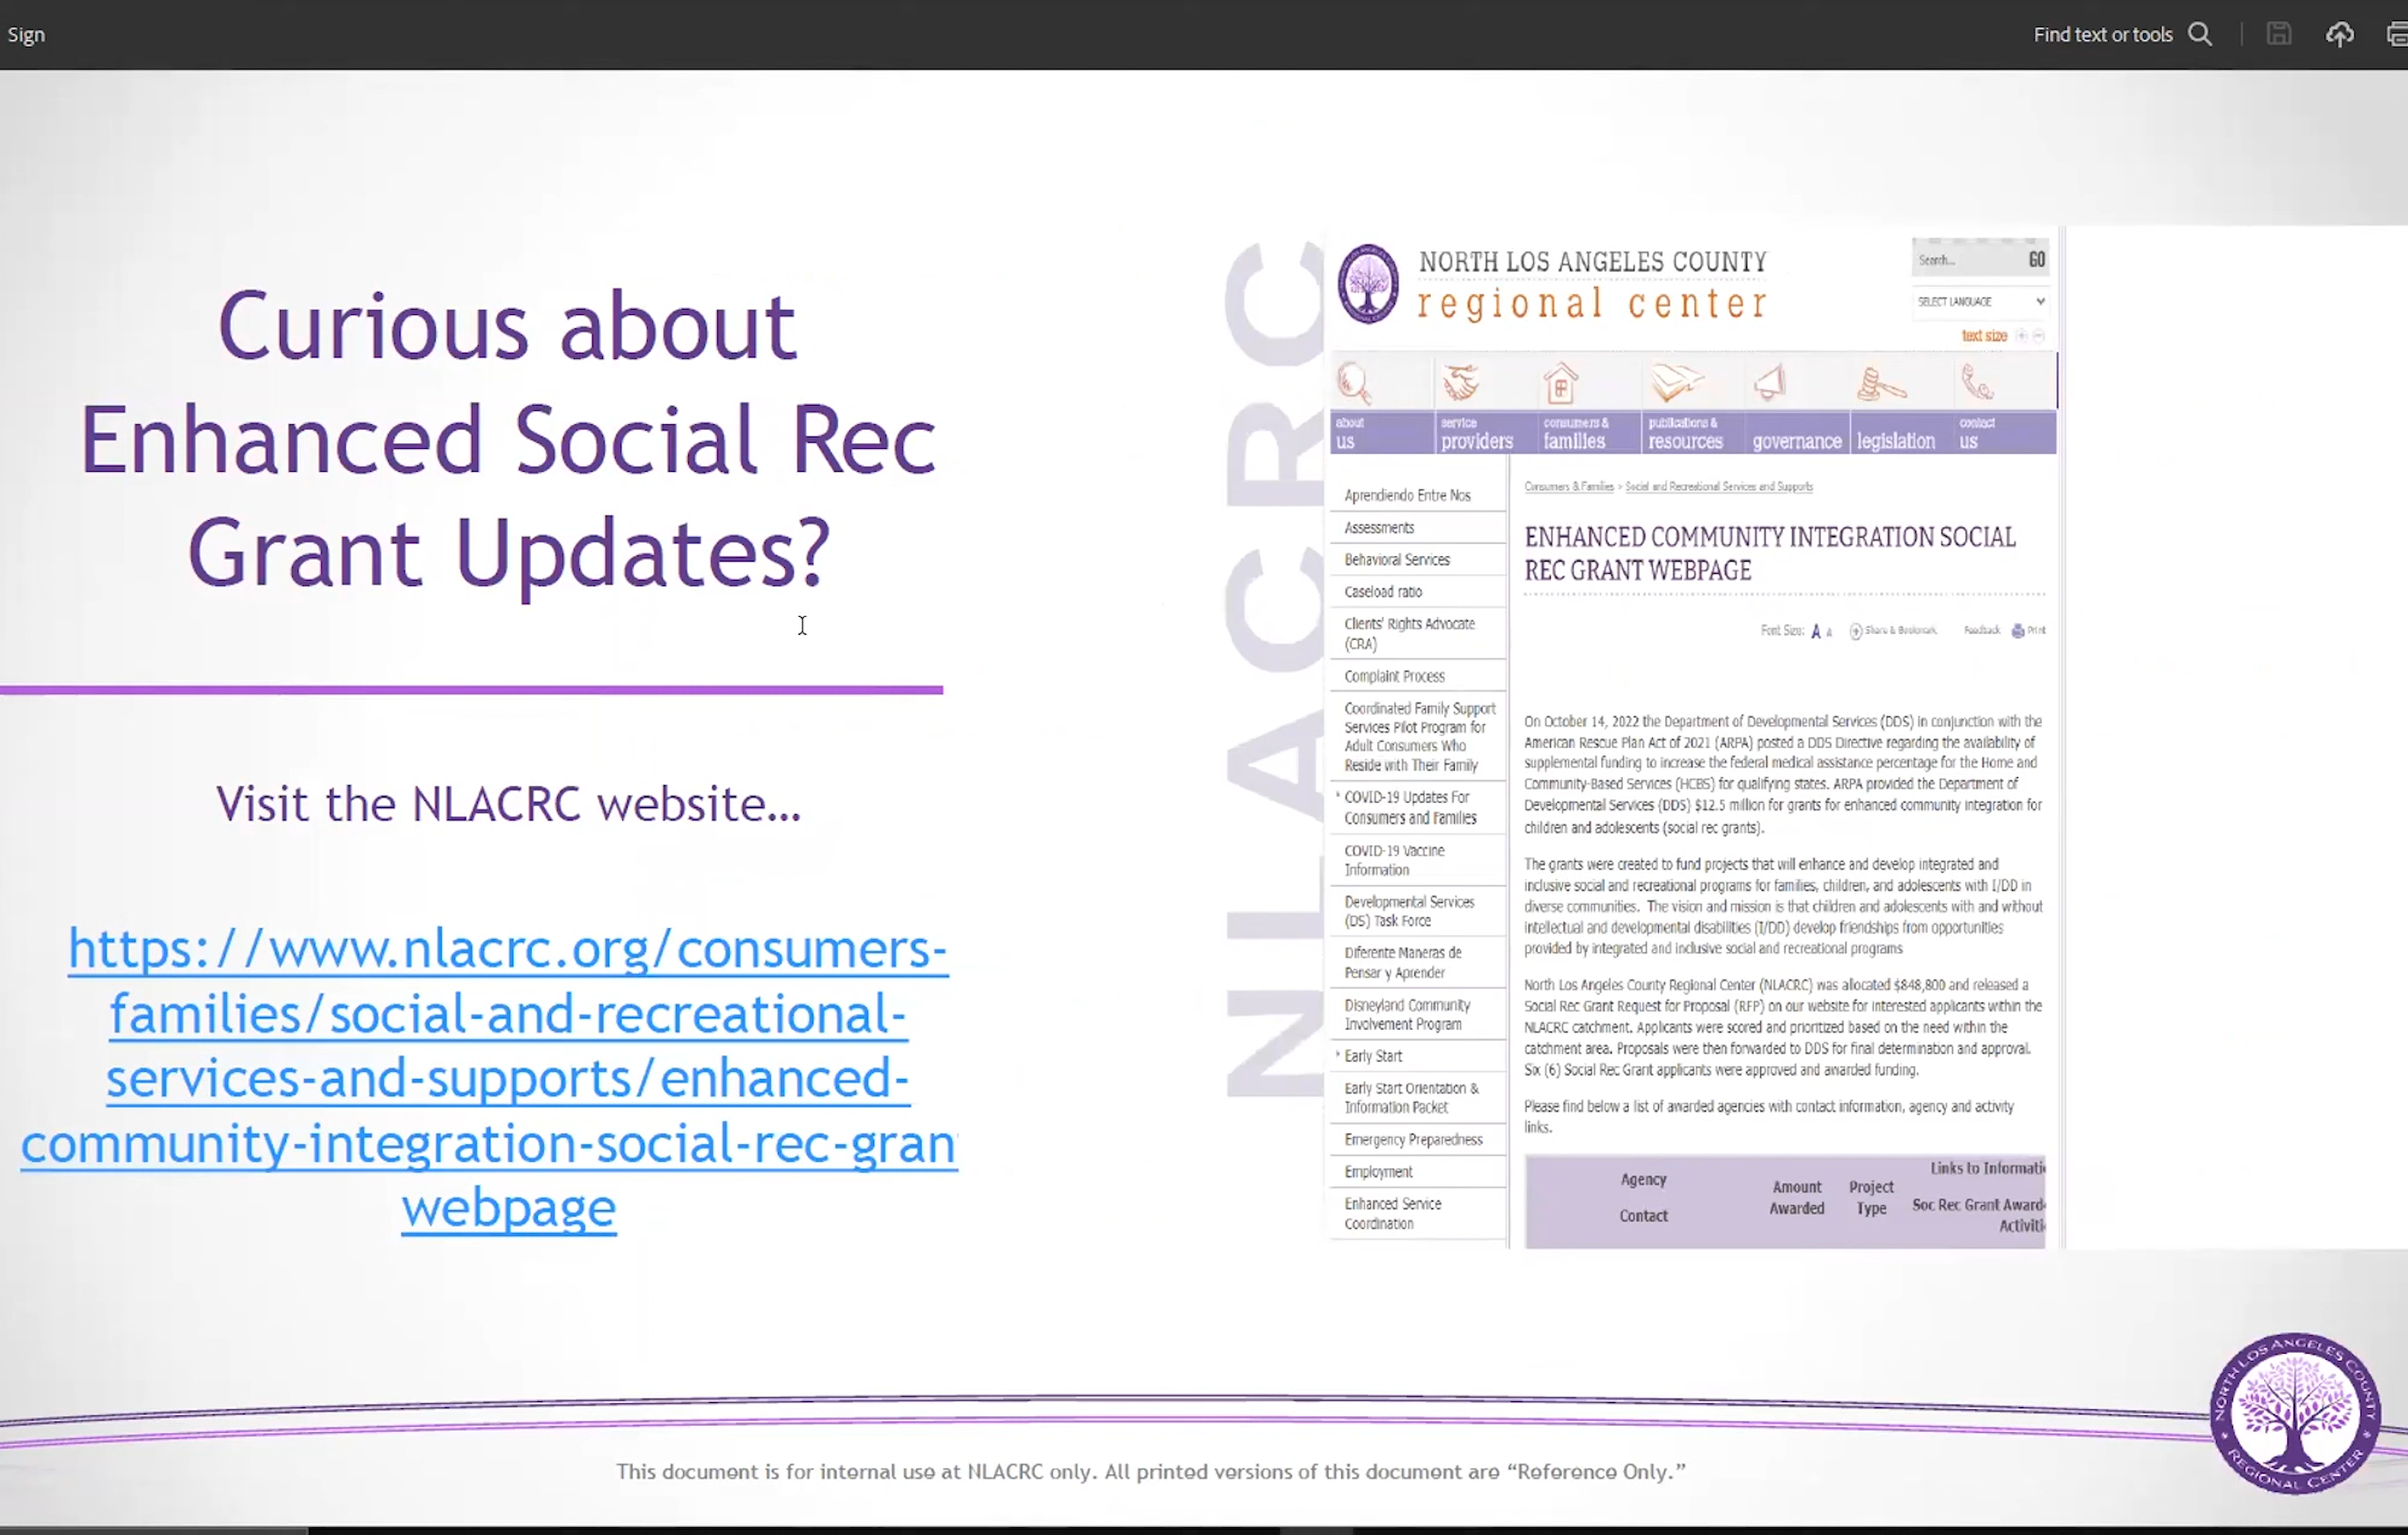 Sign
Find text or tools
Curious about
Enhanced Social Rec
Grant Updates?
Visit the NLACRC website...
https://www.nlacrc.org/consumers-
families/social-and-recreational-
services-and-supports/enhanced-
community-integration-social-rec-gran
webpage
NLACRC
NORTH LOS ANGELES COUNTY
regional center
Search...
GO
SELECT LANGUAGE
text size
about
us
service
providers
consumers &
families
publications &
resources
governance
legislation
contact
us
Aprendiendo Entre Nos
Assessments
Behavioral Services
Caseload ratio
Clients' Rights Advocate
(CRA)
Complaint Process
Coordinated Family Support
Services Pilot Program for
Adult Consumers Who
Reside with Their Family
COVID-19 Updates For
Consumers and Families
COVID-19 Vaccine
Information
Developmental Services
(DS) Task Force
Diferente Maneras de
Pensar y Aprender
Disneyland Community
Involvement Program
Early Start
Early Start Orientation &
Information Packet
Emergency Preparedness
Employment
Enhanced Service
Coordination
Consumers & Families > Social and Recreational Services and Supports
ENHANCED COMMUNITY INTEGRATION SOCIAL
REC GRANT WEBPAGE
Font Size: A A
Share & Bookmark
Feedback
Print
On October 14, 2022 the Department of Developmental Services (DDS) in conjunction with the
American Rescue Plan Act of 2021 (ARPA) posted a DDS Directive regarding the availability of
supplemental funding to increase the federal medical assistance percentage for the Home and
Community-Based Services (HCBS) for qualifying states. ARPA provided the Department of
Developmental Services (DDS) $12.5 million for grants for enhanced community integration for
children and adolescents (social rec grants).
The grants were created to fund projects that will enhance and develop integrated and
inclusive social and recreational programs for families, children, and adolescents with I/DD in
diverse communities. The vision and mission is that children and adolescents with and without
intellectual and developmental disabilities (I/DD) develop friendships from opportunities
provided by integrated and inclusive social and recreational programs
North Los Angeles County Regional Center (NLACRC) was allocated $848,800 and released a
Social Rec Grant Request for Proposal (RFP) on our website for interested applicants within the
NLACRC catchment. Applicants were scored and prioritized based on the need within the
catchment area. Proposals were then forwarded to DDS for final determination and approval.
Six (6) Social Rec Grant applicants were approved and awarded funding.
Please find below a list of awarded agencies with contact information, agency and activity
links.
Agency
Contact
Amount
Awarded
Project
Type
Links to Informati
Soc Rec Grant Award
Activiti
NORTH LOS ANGELES COUNTY
REGIONAL CENTER
This document is for internal use at NLACRC only. All printed versions of this document are “Reference Only.”